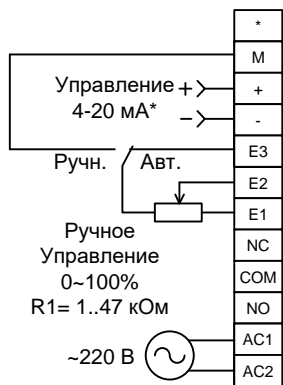 *
M
Управление +
4-20 мА* -
+
-
Ручн. Авт.
E3
E2
E1
Ручное
Управление
0~100%
R1= 1..47 кОм
NC
COM
NO
~220 В
AC1
AC2